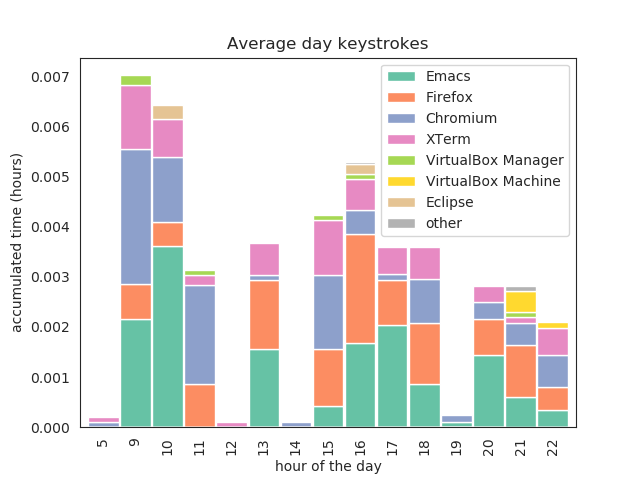 Average day keystrokes
0.007
0.006
0.005
0.004
0.003
0.002
0.001
0.000
accumulated time (hours)
Emacs
Firefox
Chromium
XTerm
VirtualBox Manager
VirtualBox Machine
Eclipse
other
5 9 10 11 12 13 14 15 16 17 18 19 20 21 22
hour of the day